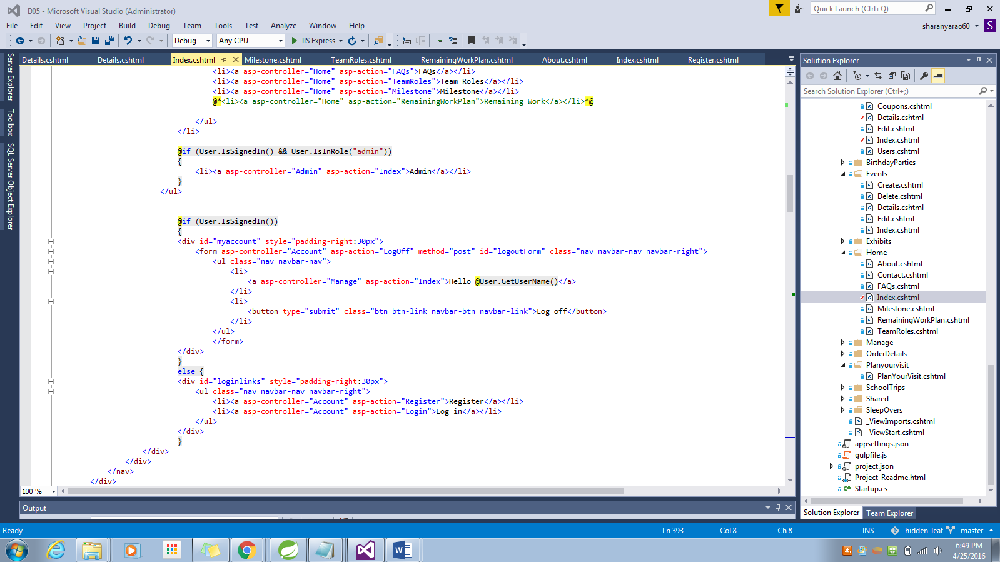 D05 - Microsoft Visual Studio (Administrator)
Quick Launch (Ctrl+Q)
File Edit View Project Build Debug Team Tools Test Analyze Window Help
sharanyarao60 S
Debug Any CPU IIS Express
Server Explorer
Toolbox
SQL Server Object Explorer
Details.cshtml Details.cshtml Index.cshtml Milestone.cshtml TeamRoles.cshtml RemainingWorkPlan.cshtml About.cshtml Index.cshtml Register.cshtml
<li><a asp-controller="Home" asp-action="FAQs">FAQs</a></li>
<li><a asp-controller="Home" asp-action="TeamRoles">Team Roles</a></li>
<li><a asp-controller="Home" asp-action="Milestone">Milestone</a></li>
@*<li><a asp-controller="Home" asp-action="RemainingWorkPlan">Remaining Work</a></li>*@
</ul>
</li>
@if (User.IsSignedIn() && User.IsInRole("admin"))
{
<li><a asp-controller="Admin" asp-action="Index">Admin</a></li>
}
</ul>
@if (User.IsSignedIn())
{
<div id="myaccount" style="padding-right:30px">
<form asp-controller="Account" asp-action="LogOff" method="post" id="logoutForm" class="nav navbar-nav navbar-right">
<ul class="nav navbar-nav">
<li>
<a asp-controller="Manage" asp-action="Index">Hello @User.GetUserName()</a>
</li>
<li>
<button type="submit" class="btn btn-link navbar-btn navbar-link">Log off</button>
</li>
</ul>
</form>
</div>
}
else {
<div id="loginlinks" style="padding-right:30px">
<ul class="nav navbar-nav navbar-right">
<li><a asp-controller="Account" asp-action="Register">Register</a></li>
<li><a asp-controller="Account" asp-action="Login">Log in</a></li>
</ul>
</div>
}
</div>
</div>
</nav>
</div>
100 %
Output
Solution Explorer
Search Solution Explorer (Ctrl+;)
Coupons.cshtml
Details.cshtml
Edit.cshtml
Index.cshtml
Users.cshtml
BirthdayParties
Events
Create.cshtml
Delete.cshtml
Details.cshtml
Edit.cshtml
Index.cshtml
Exhibits
Home
About.cshtml
Contact.cshtml
FAQs.cshtml
Index.cshtml
Milestone.cshtml
RemainingWorkPlan.cshtml
TeamRoles.cshtml
Manage
OrderDetails
Planyourvisit
PlanYourVisit.cshtml
SchoolTrips
Shared
SleepOvers
_ViewImports.cshtml
_ViewStart.cshtml
appsettings.json
gulpfile.js
project.json
Project_Readme.html
C# Startup.cs
Solution Explorer Team Explorer
Ready Ln 393 Col 8 Ch 8 INS hidden-leaf master
6:49 PM
4/25/2016